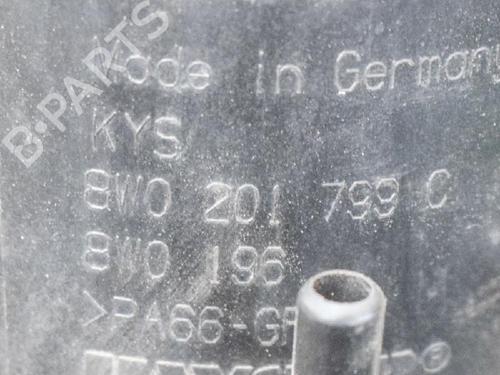 B-PARTS
Made in Germany
KYS
8W0 201 799 C
8W0 196
>PA66-GF